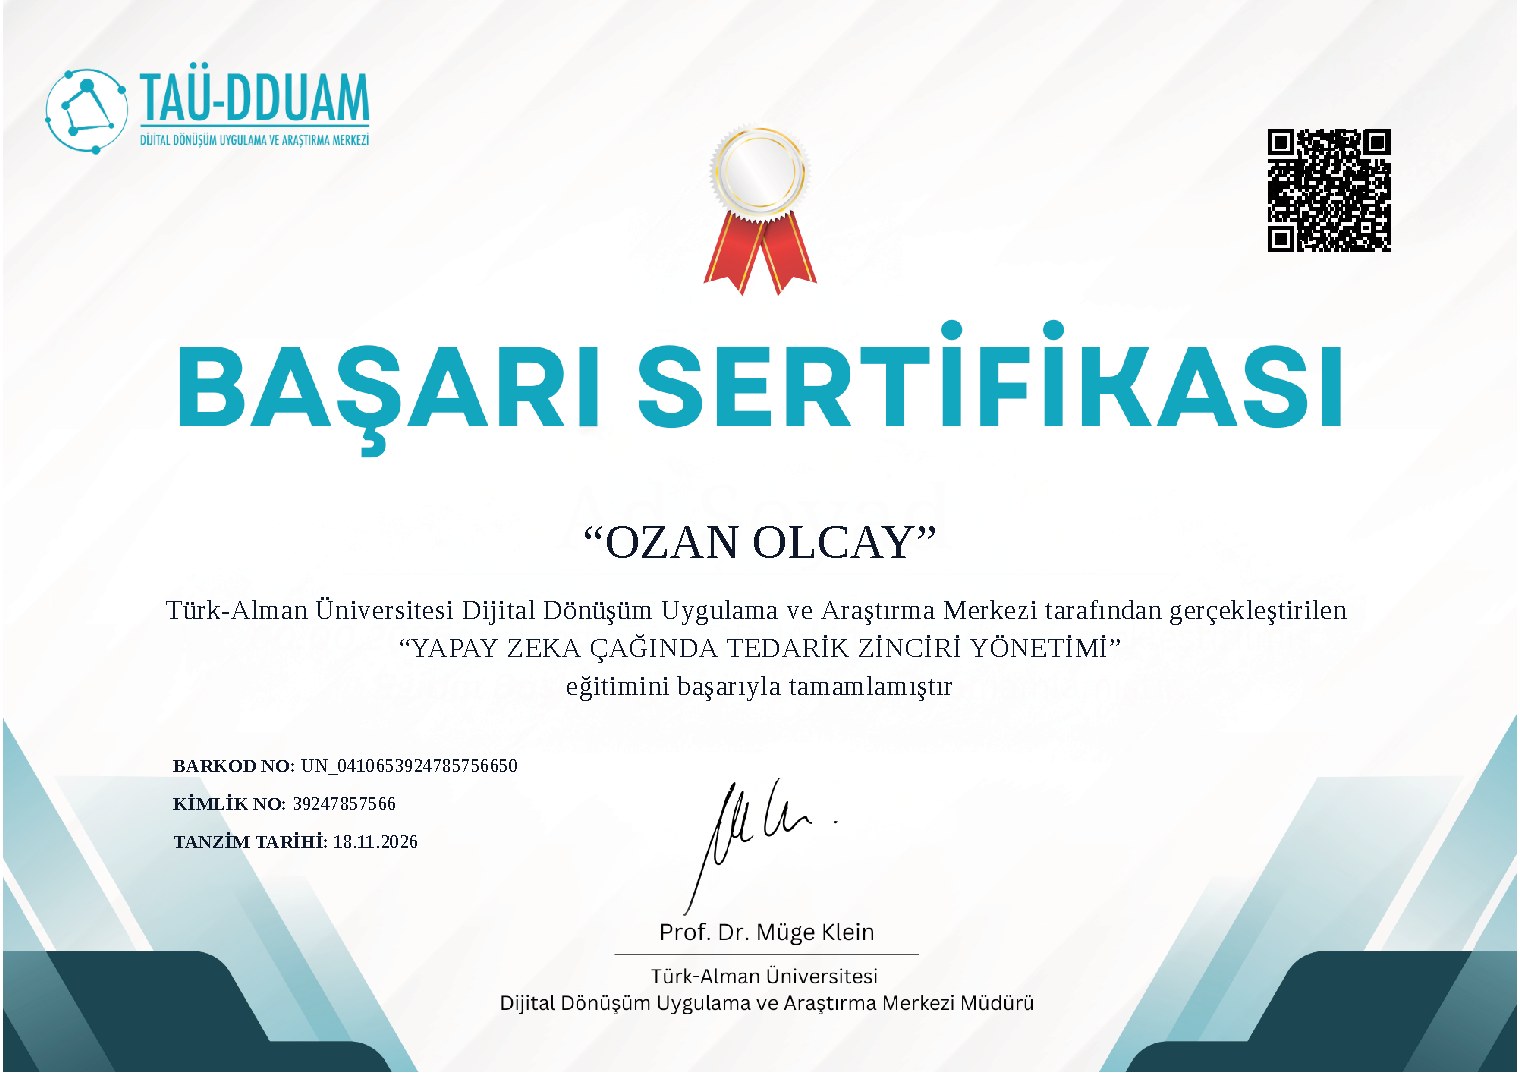 TAÜ-DDUAM
DİJİTAL DÖNÜŞÜM UYGULAMA VE ARAŞTIRMA MERKEZİ
BAŞARI SERTİFİKASI
“OZAN OLCAY”
Türk-Alman Üniversitesi Dijital Dönüşüm Uygulama ve Araştırma Merkezi tarafından gerçekleştirilen
“YAPAY ZEKA ÇAĞINDA TEDARİK ZİNCİRİ YÖNETİMİ”
eğitimini başarıyla tamamlamıştır
BARKOD NO: UN_0410653924785756650
KİMLİK NO: 39247857566
TANZİM TARİHİ: 18.11.2026
Prof. Dr. Müge Klein
Türk-Alman Üniversitesi
Dijital Dönüşüm Uygulama ve Araştırma Merkezi Müdürü